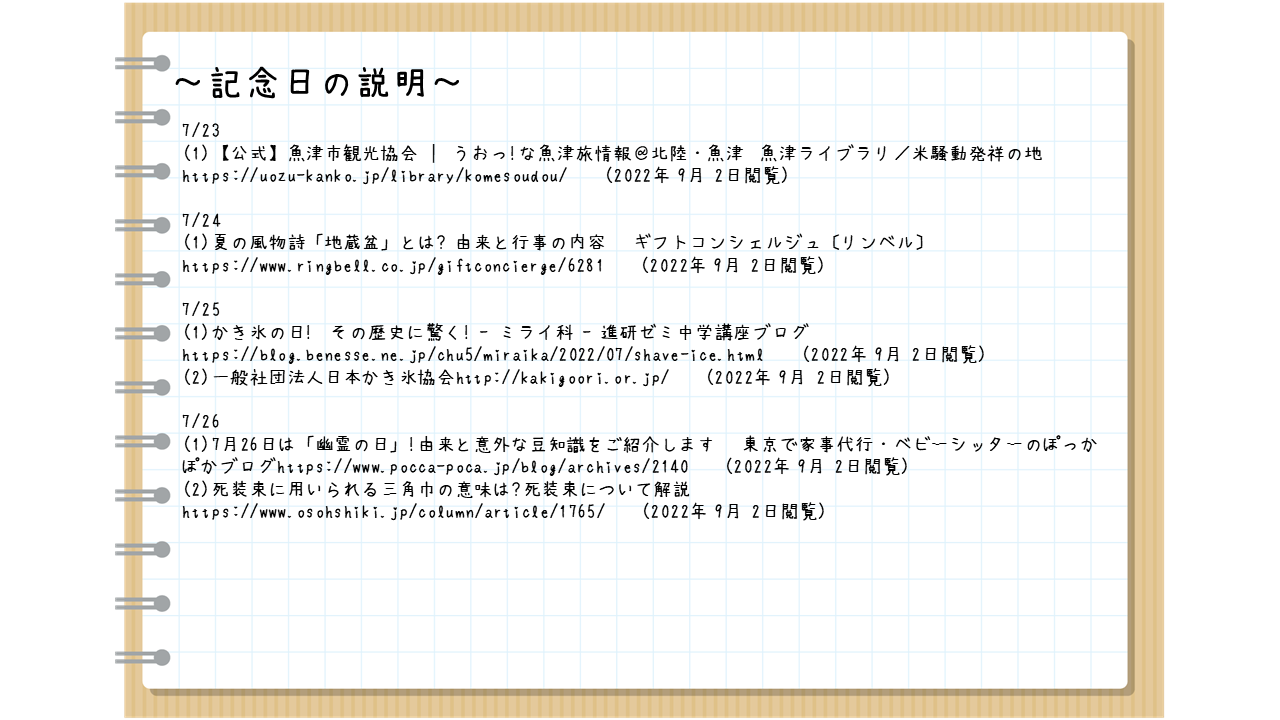 ～記念日の説明～
7/23
(1)【公式】魚津市観光協会 | うおっ!な魚津旅情報@北陸・魚津 魚津ライブラリ／米騒動発祥の地
https://uozu-kanko.jp/library/komesoudou/ (2022年 9月 2日閲覧)
7/24
(1)夏の風物詩「地蔵盆」とは? 由来と行事の内容 ギフトコンシェルジュ〔リンベル〕
https://www.ringbell.co.jp/giftconcierge/6281 (2022年 9月 2日閲覧)
7/25
(1)かき氷の日! その歴史に驚く! - ミライ科 - 進研ゼミ中学講座ブログ
https://blog.benesse.ne.jp/chu5/miraika/2022/07/shave-ice.html (2022年 9月 2日閲覧)
(2)一般社団法人日本かき氷協会http://kakigoori.or.jp/ (2022年 9月 2日閲覧)
7/26
(1)7月26日は「幽霊の日」!由来と意外な豆知識をご紹介します 東京で家事代行・ベビーシッターのぽっか
ぽかブログhttps://www.pocca-poca.jp/blog/archives/2140 (2022年 9月 2日閲覧)
(2)死装束に用いられる三角巾の意味は?死装束について解説
https://www.osohshiki.jp/column/article/1765/ (2022年 9月 2日閲覧)